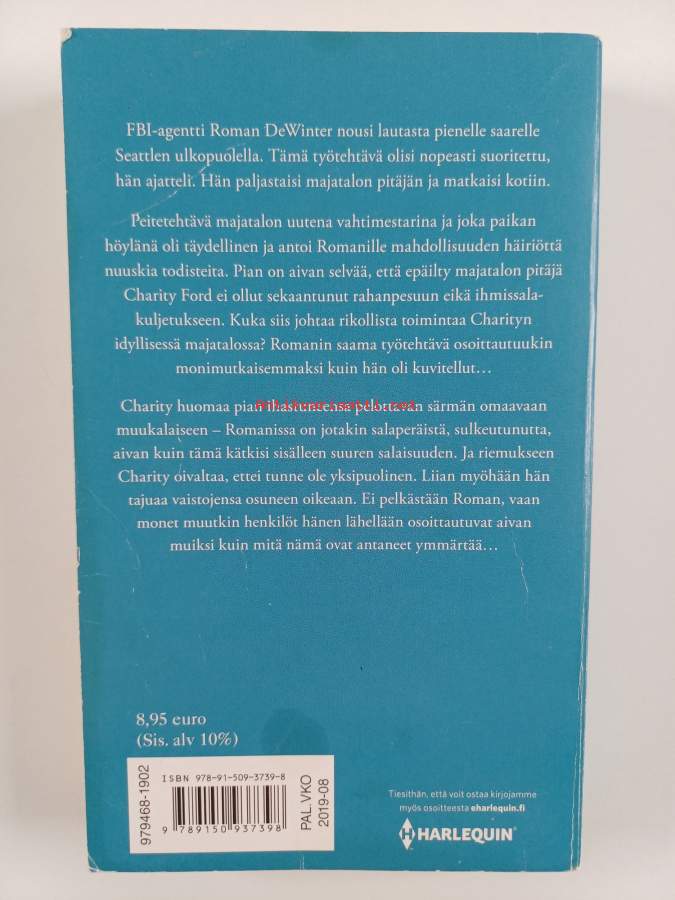 FBI-agentti Roman DeWinter nousi lautasta pienelle saarelle
Seattlen ulkopuolella. Tämä työtehtävä olisi nopeasti suoritettu,
hän ajatteli. Hän paljastaisi majatalon pitäjän ja matkaisi kotiin.
Peitetehtävä majatalon uutena vahtimestarina ja joka paikan
höylänä oli täydellinen ja antoi Romanille mahdollisuuden häiriöttä
nuuskia todisteita. Pian on aivan selvää, että epäilty majatalon pitäjä
Charity Ford ei ollut sekaantunut rahanpesuun eikä ihmissala-
kuljetukseen. Kuka siis johtaa rikollista toimintaa Charityn
idyllisessä majatalossa? Romanin saama työtehtävä osoittautuukin
monimutkaisemmaksi kuin hän oli kuvitellut...
Charity huomaa pian särmän omaavaan
muukalaiseen – Romanissa on jotakin salaperäistä, sulkeutunutta,
aivan kuin tämä kätkisi sisälleen suuren salaisuuden. Ja riemukseen
Charity oivaltaa, ettei tunne ole yksipuolinen. Liian myöhään hän
tajuaa vaistojensa osuneen oikeaan. Ei pelkästään Roman, vaan
monet muutkin henkilöt hänen lähellään osoittautuvat aivan
muiksi kuin mitä nämä ovat antaneet ymmärtää...
8,95 euro
(Sis. alv 10%)
979468-1902
ISBN 978-91-509-3739-8
9 789150 937398
PAL.VKO
2019-08
Tiesithän, että voit ostaa kirjojamme
myös osoitteesta eharlequin.fi
HARLEQUIN